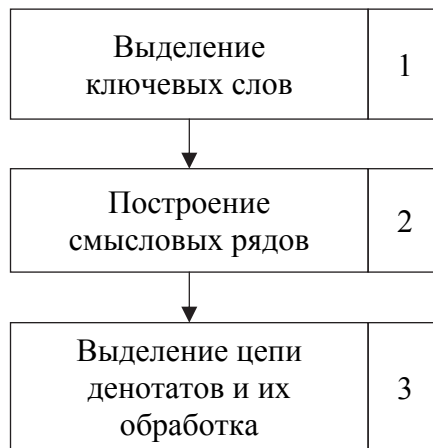 Выделение
ключевых слов
1
Построение
смысловых рядов
2
Выделение цепи
денотатов и их
обработка
3